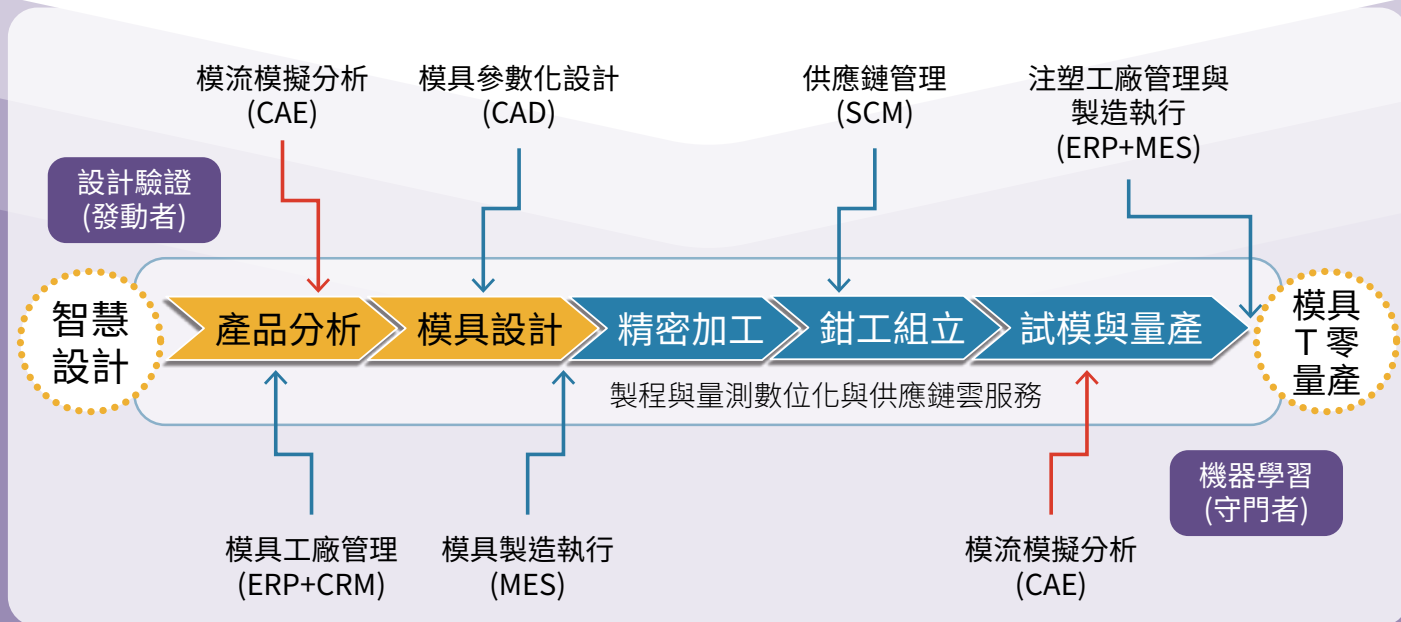 模流模擬分析
(CAE)
模具參數化設計
(CAD)
供應鏈管理
(SCM)
注塑工廠管理與
製造執行
(ERP+MES)
設計驗證
(發動者)
智慧
設計
產品分析
模具設計
精密加工
鉗工組立
試模與量產
模具
T 零
量產
製程與量測數位化與供應鏈雲服務
機器學習
(守門者)
模具工廠管理
(ERP+CRM)
模具製造執行
(MES)
模流模擬分析
(CAE)